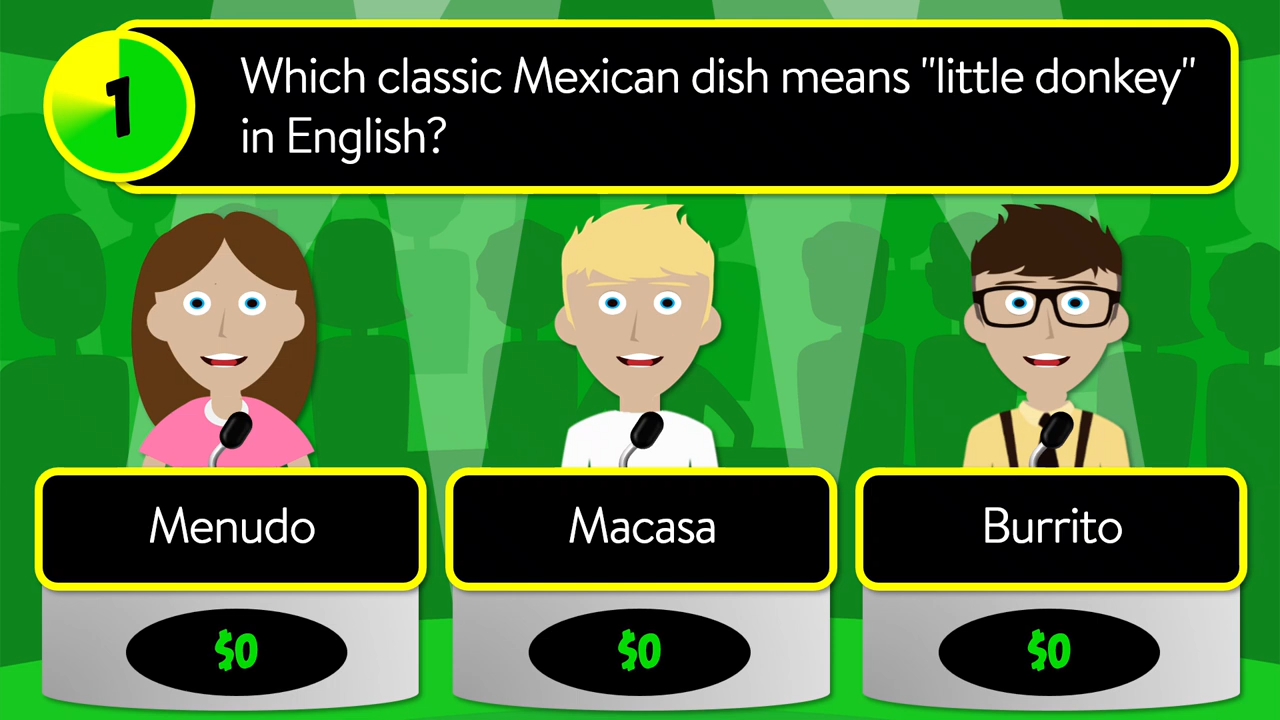 1
Which classic Mexican dish means "little donkey"
in English?
Menudo
Macasa
Burrito
$0
$0
$0